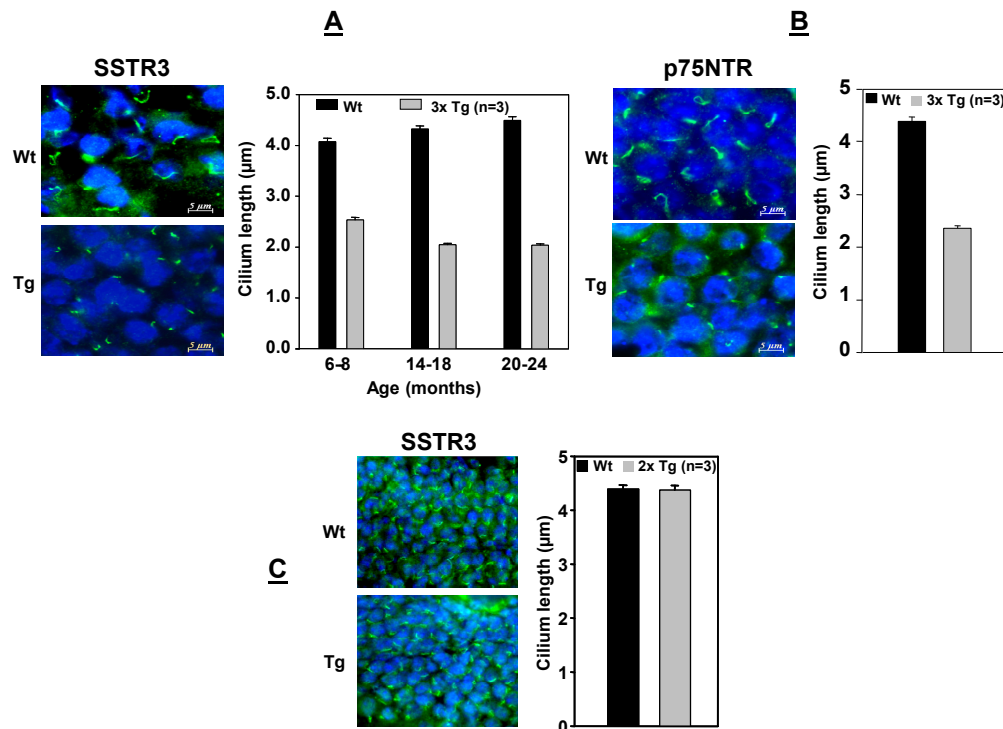 A
B
SSTR3
p75NTR
Wt
Tg
5 µm
5 µm
Cilium length (µm)
5.0
4.0
3.0
2.0
1.0
0.0
Wt
3x Tg (n=3)
6-8
14-18
20-24
Age (months)
Wt
Tg
5 µm
5 µm
Cilium length (µm)
5
4
3
2
1
0
Wt
3x Tg (n=3)
SSTR3
C
Wt
Tg
Cilium length (µm)
5
4
3
2
1
0
Wt
2x Tg (n=3)